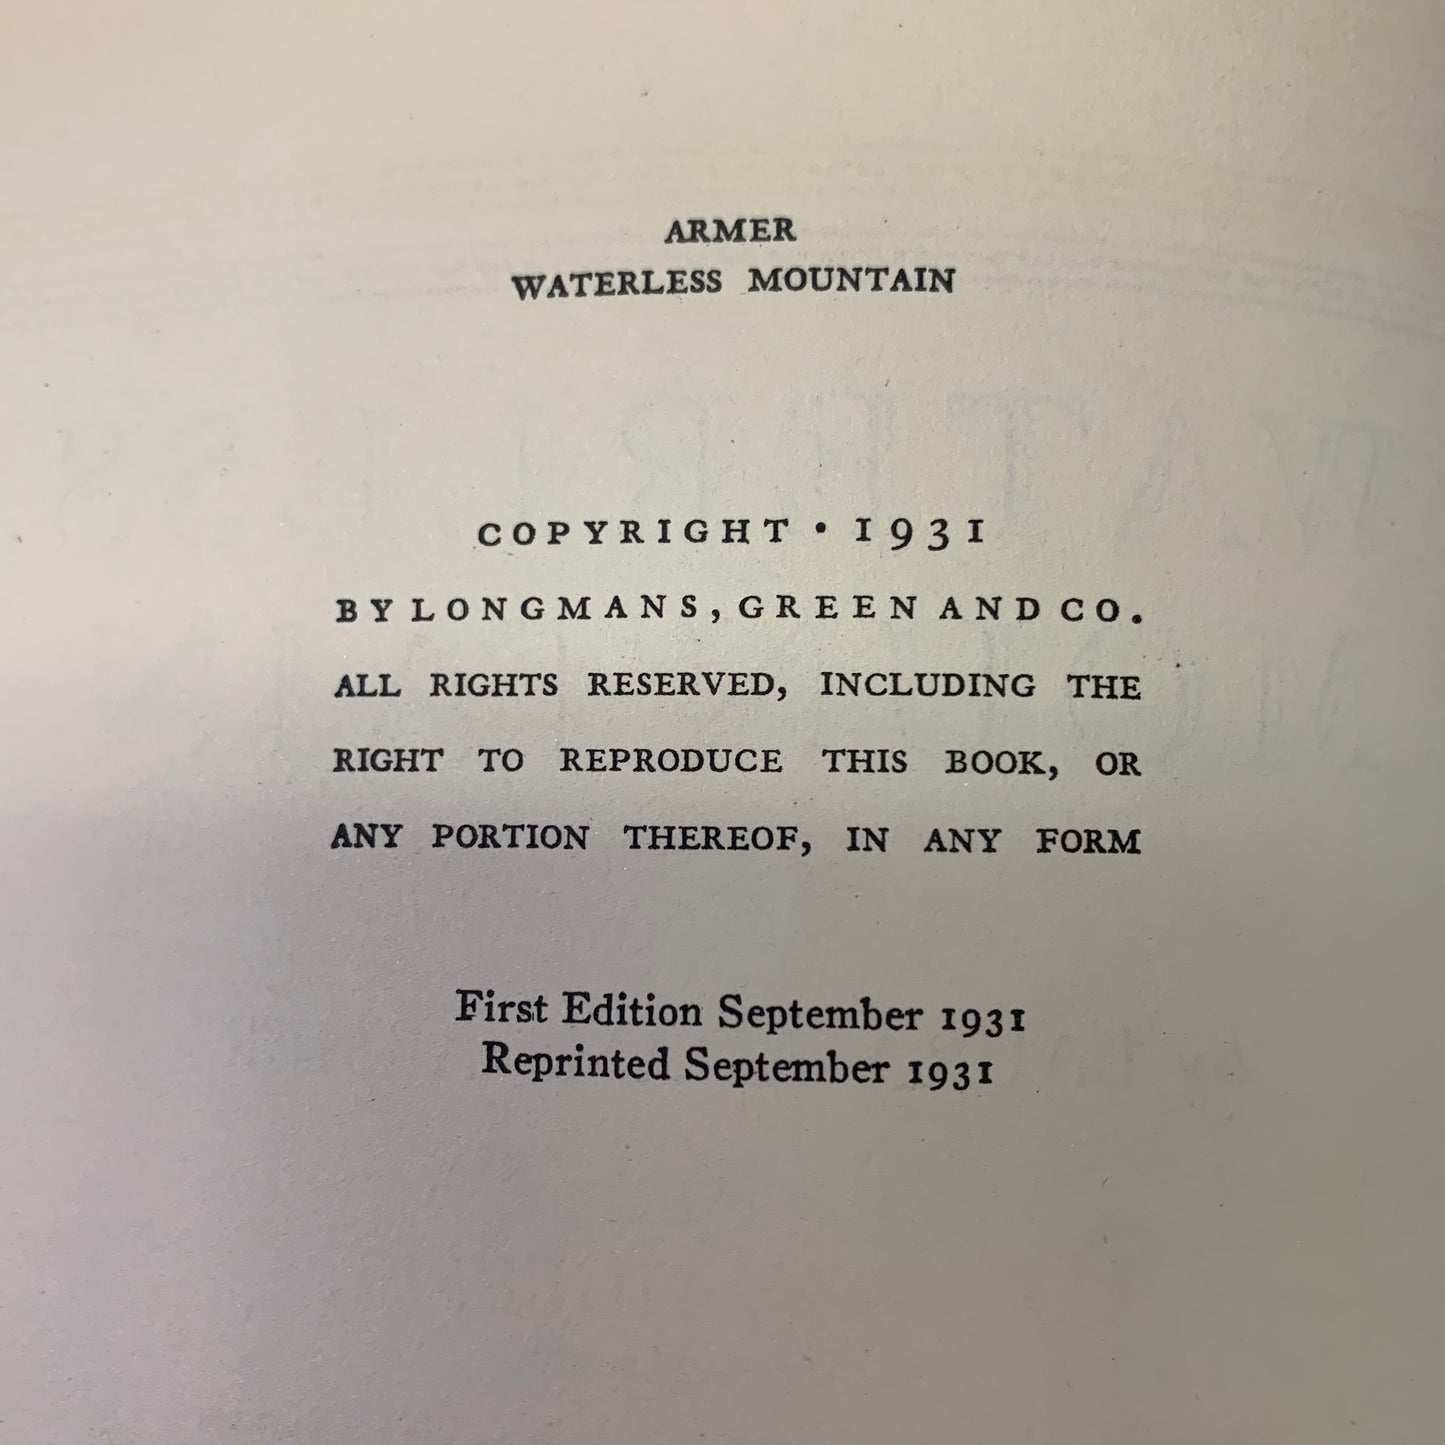 ARMER
WATERLESS MOUNTAIN
COPYRIGHT · 1931
BY LONGMANS, GREEN AND CO.
ALL RIGHTS RESERVED, INCLUDING THE
RIGHT TO REPRODUCE THIS BOOK, OR
ANY PORTION THEREOF, IN ANY FORM
First Edition September 1931
Reprinted September 1931